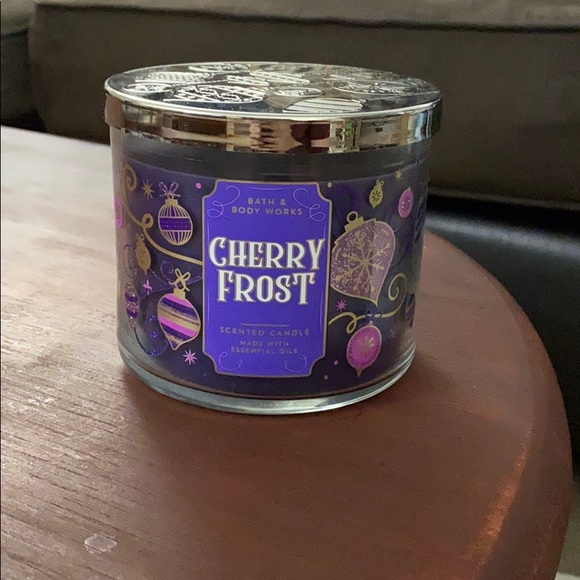 BATH &
BODY WORKS
CHERRY
FROST
SCENTED CANDLE
MADE WITH
ESSENTIAL OILS